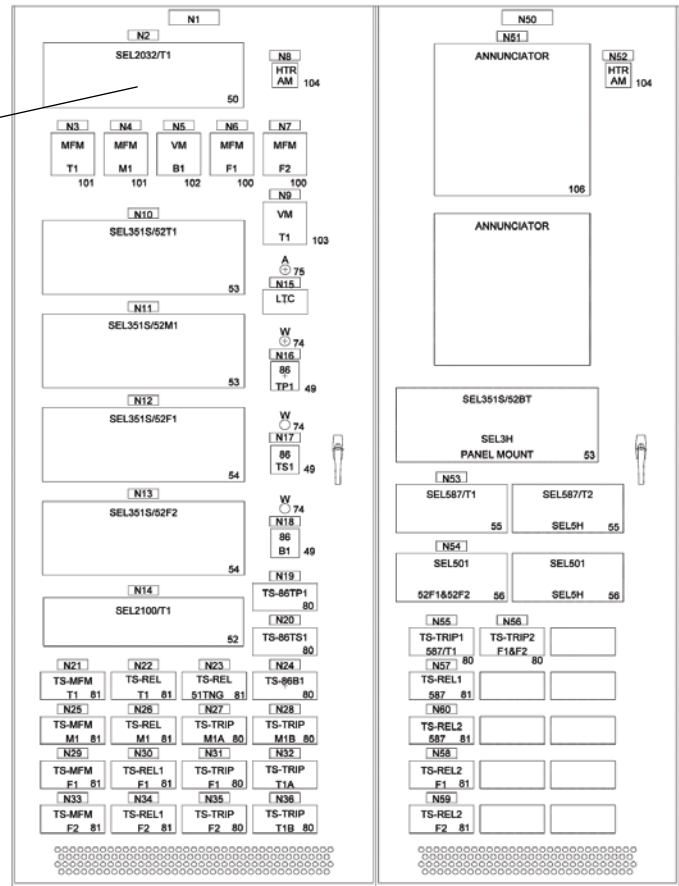 N1
N2
SEL2032/T1
50
N8
HTR
AM
104
N3 N4 N5 N6 N7
MFM MFM VM MFM MFM
T1 M1 B1 F1 F2
101 101 102 100 100
N9
VM
T1
103
N10
SEL351S/52T1
53
A
75
N15
LTC
N11
SEL351S/52M1
53
W
74
N16
86
TP1
49
N12
SEL351S/52F1
54
W
74
N17
86
TS1
49
N13
SEL351S/52F2
54
W
74
N18
86
B1
49
N14
SEL2100/T1
52
N19
TS-86TP1
80
N20
TS-86TS1
80
N21 N22 N23 N24
TS-MFM TS-REL TS-REL TS-86B1
T1 81 T1 81 51TNG 81 80
N25 N26 N27 N28
TS-MFM TS-REL TS-TRIP TS-TRIP
M1 81 M1 81 M1A 80 M1B 80
N29 N30 N31 N32
TS-MFM TS-REL1 TS-TRIP TS-TRIP
F1 81 F1 81 F1 80 T1A
N33 N34 N35 N36
TS-MFM TS-REL1 TS-TRIP TS-TRIP
F2 81 F2 81 F2 80 T1B 80
N50
N51
ANNUNCIATOR
106
N52
HTR
AM
104
ANNUNCIATOR
SEL351S/52BT
SEL3H
PANEL MOUNT
53
N53
SEL587/T1 SEL587/T2
55 SEL5H 55
N54
SEL501 SEL501
52F1&52F2 56 SEL5H 56
N55 N56
TS-TRIP1 TS-TRIP2
587/T1 80 F1&F2 80
N57
TS-REL1
587 81
N60
TS-REL2
587 81
N58
TS-REL2
F1 81
N59
TS-REL2
F2 81